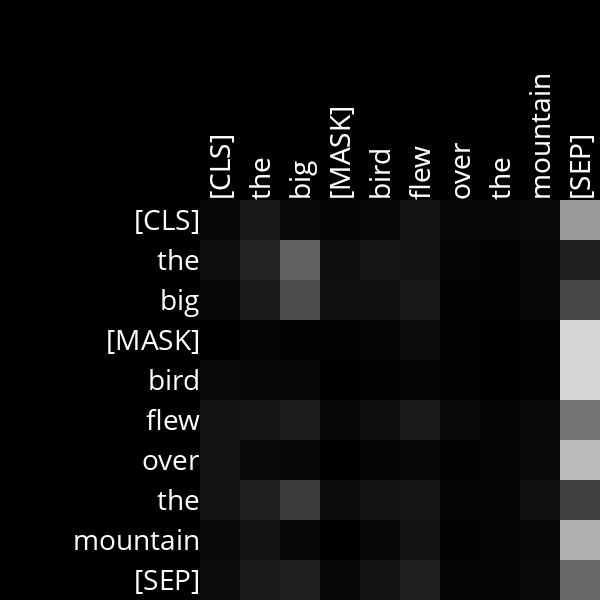 [CLS] the big [MASK] bird flew over the mountain [SEP]
[CLS]
the
big
[MASK]
bird
flew
over
the
mountain
[SEP]